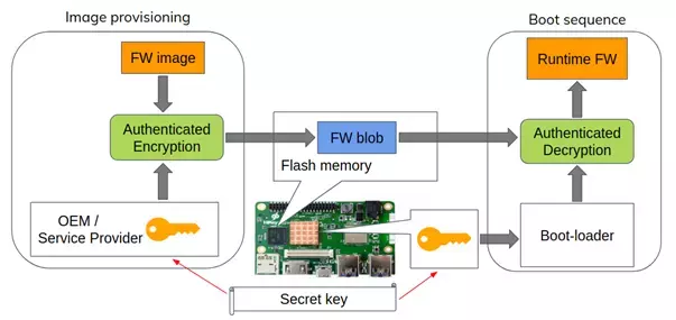 Image provisioning
Boot sequence
FW image
Runtime FW
Authenticated
Encryption
FW blob
Authenticated
Decryption
Flash memory
OEM /
Service Provider
Boot-loader
Secret key